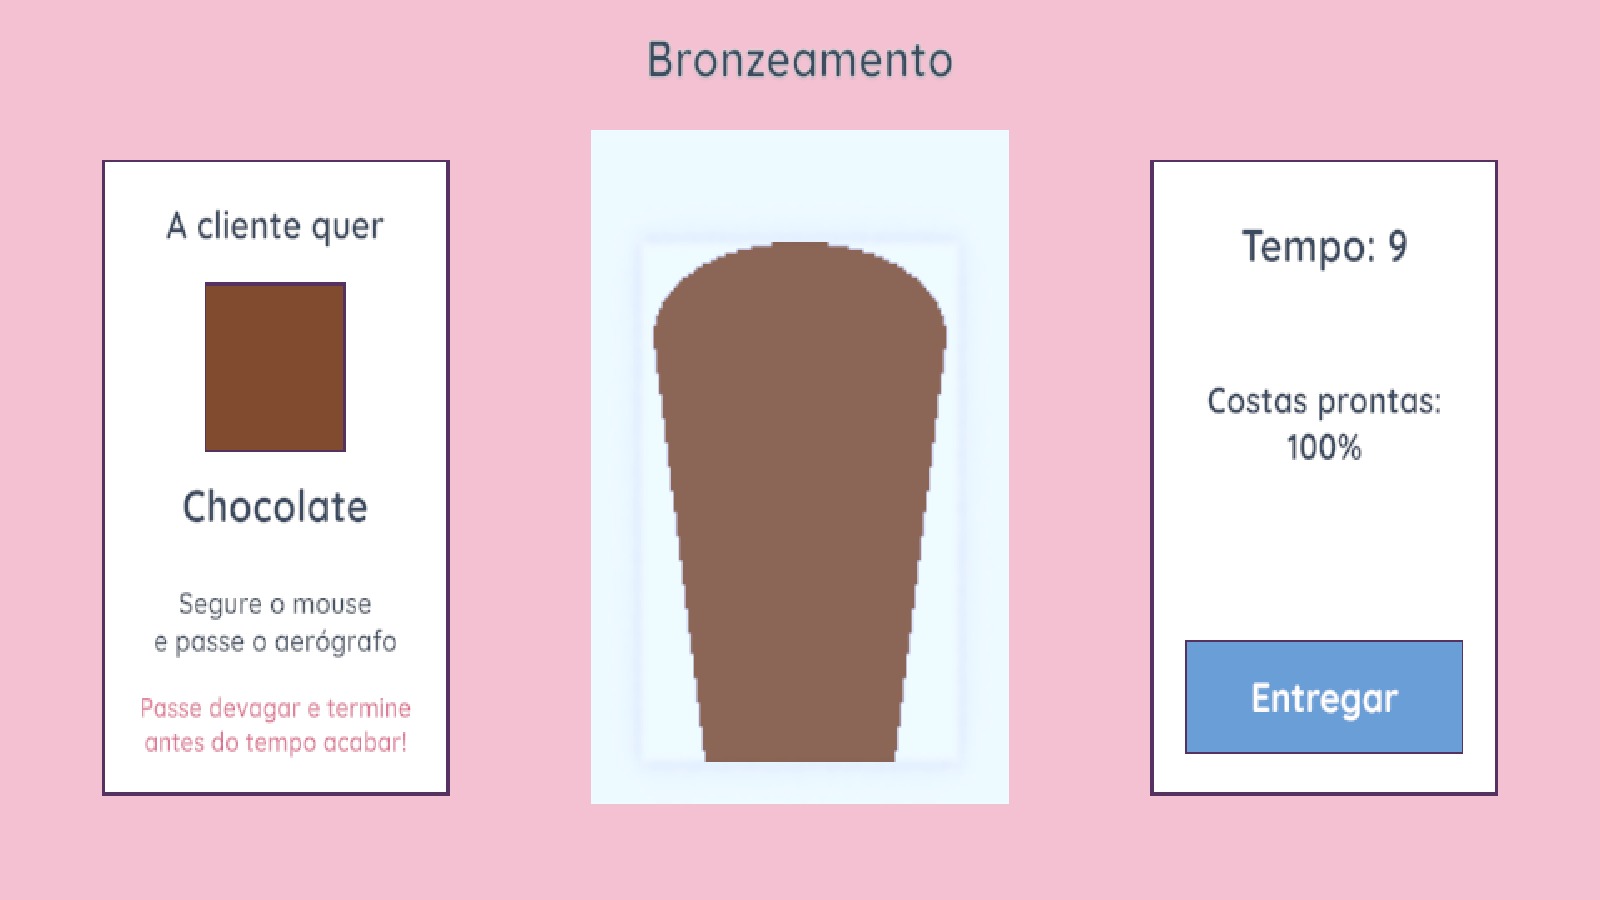 Bronzeamento
A cliente quer
Chocolate
Segure o mouse
e passe o aerógrafo
Passe devagar e termine
antes do tempo acabar!
Tempo: 9
Costas prontas:
100%
Entregar